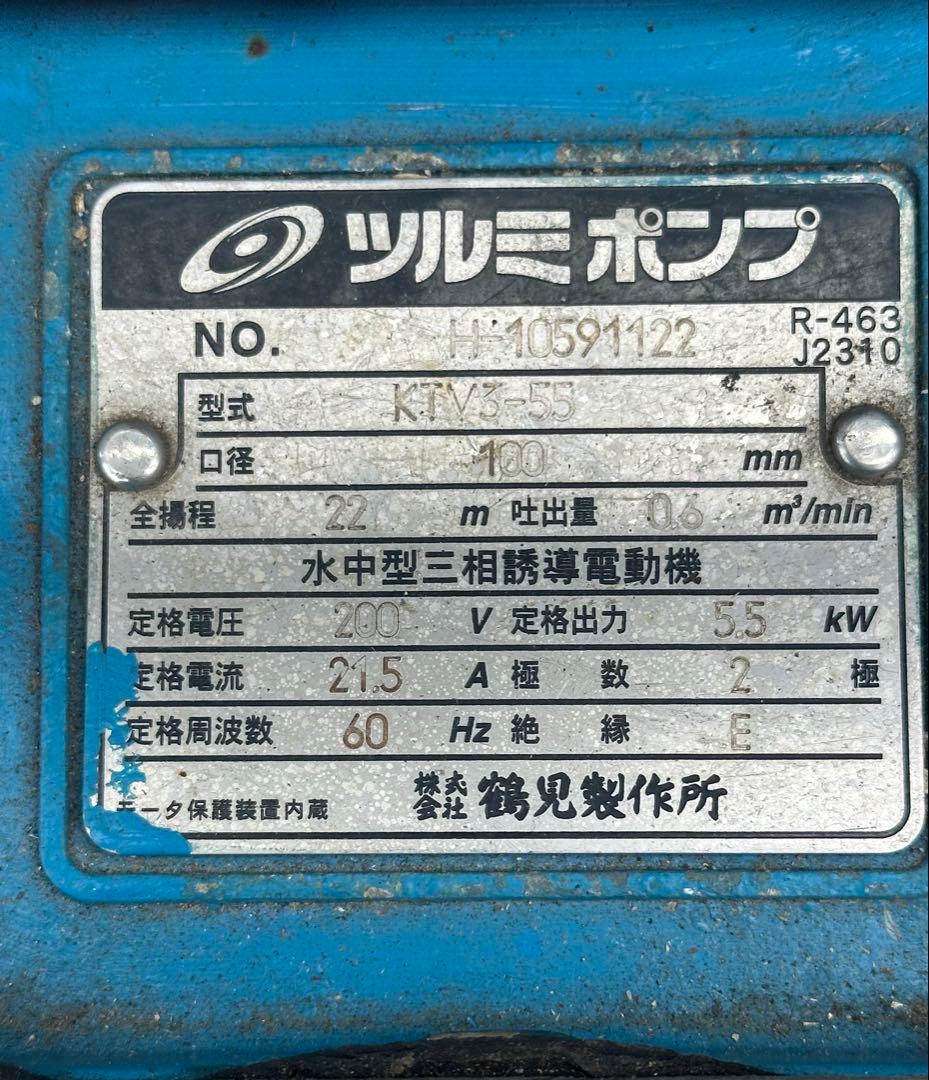 ツルミポンプ
NO. H-10591122 R-463
J2310
型式 KTV3-55
口径 100 mm
全揚程 22 m 吐出量 0.6 m³/min
水中型三相誘導電動機
定格電圧 200 V 定格出力 5.5 kW
定格電流 21.5 A 極数 2 極
定格周波数 60 Hz 絶縁 E
モータ保護装置内蔵 株式会社 鶴見製作所